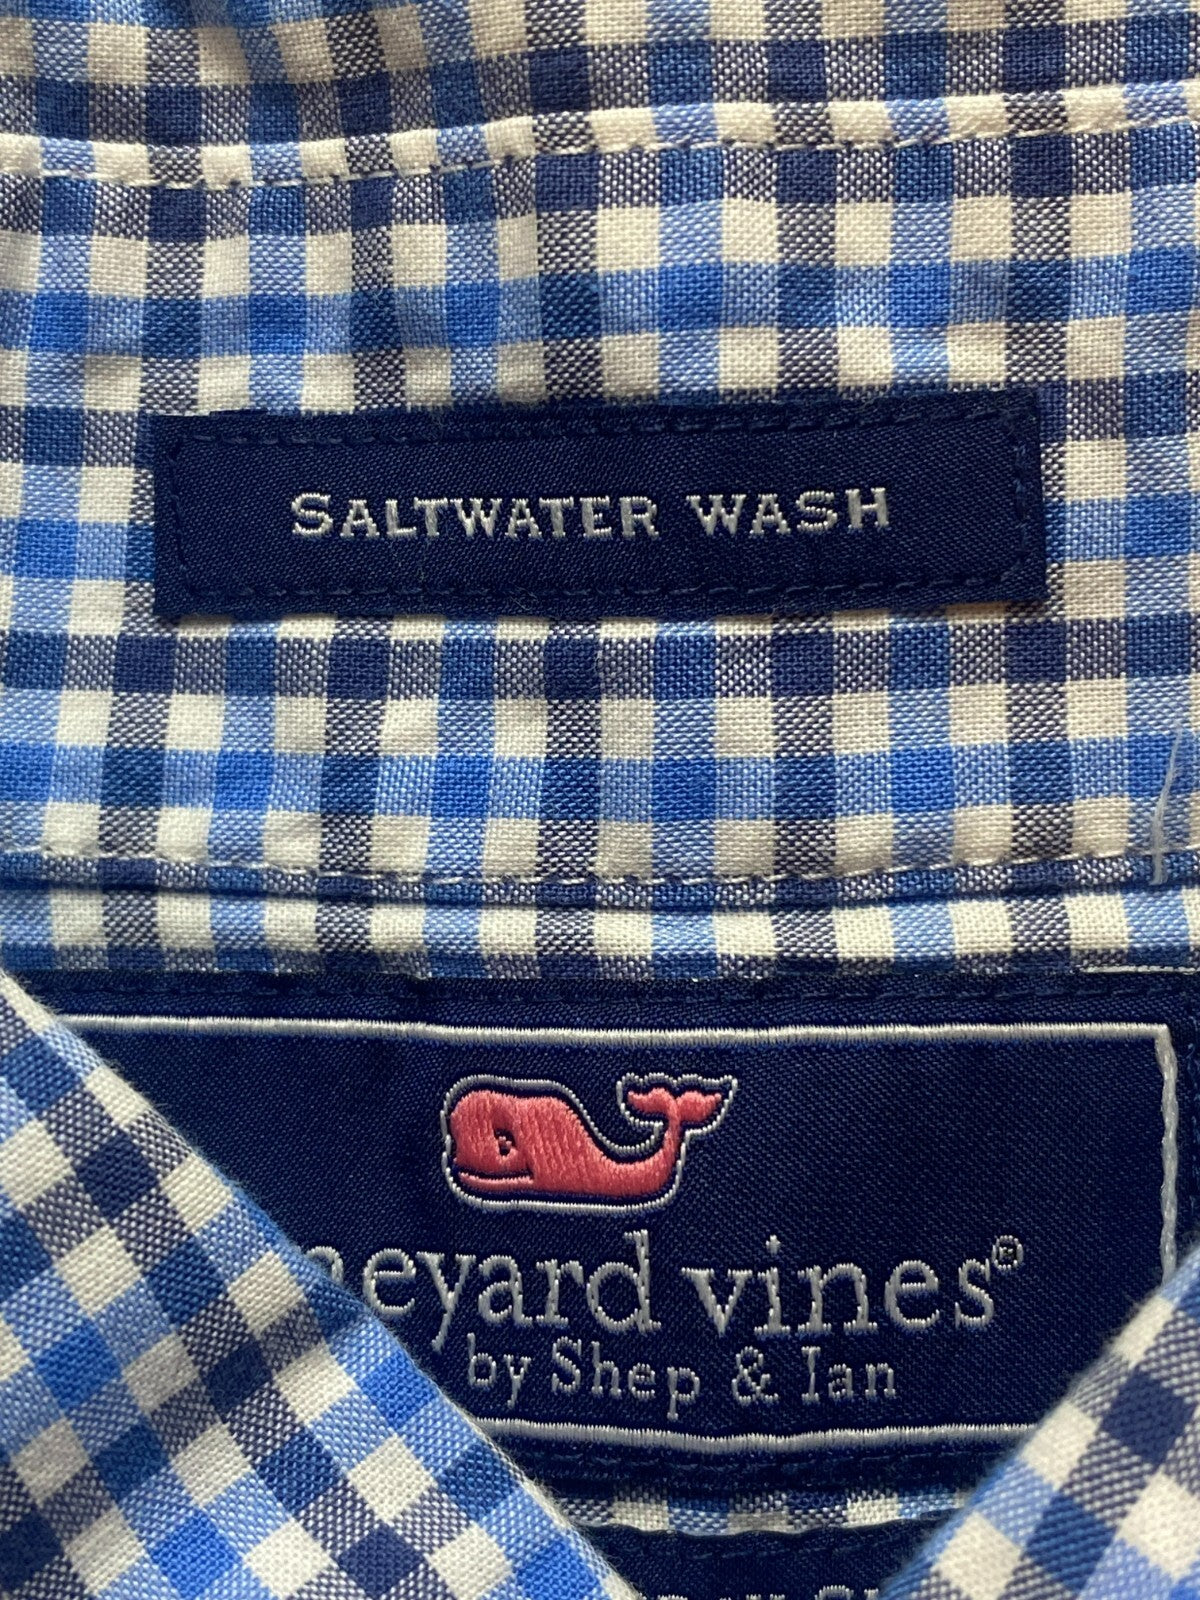 SALTWATER WASH
neyard vines®
by Shep & Ian